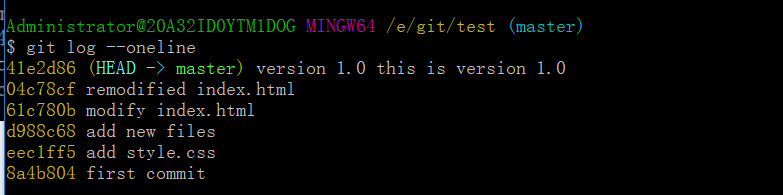 Administrator@20A32ID0YTM1DOG MINGW64 /e/git/test (master)
$ git log --oneline
41e2d86 (HEAD -> master) version 1.0 this is version 1.0
04c78cf remodified index.html
61c780b modify index.html
d988c68 add new files
eec1ff5 add style.css
8a4b804 first commit